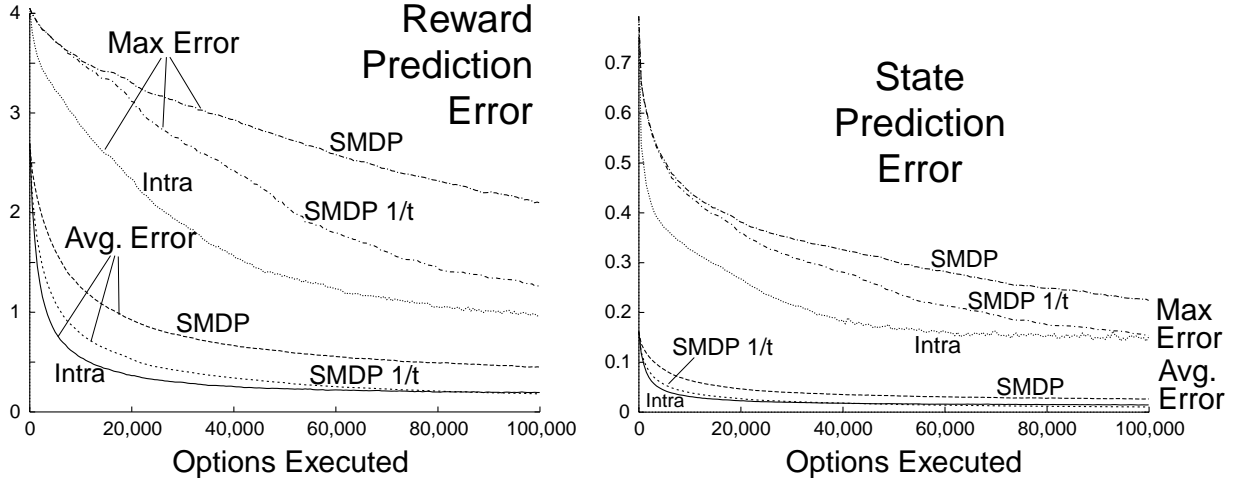 Reward
Prediction
Error
Max Error
SMDP
Intra
SMDP 1/t
Avg. Error
SMDP
Intra
SMDP 1/t
4
3
2
1
0
0
20,000
40,000
60,000
80,000
100,000
Options Executed
State
Prediction
Error
SMDP
SMDP 1/t
Max
Error
Intra
SMDP 1/t
SMDP
Intra
Avg.
Error
0.7
0.6
0.5
0.4
0.3
0.2
0.1
0
0
20,000
40,000
60,000
80,000
100,000
Options Executed